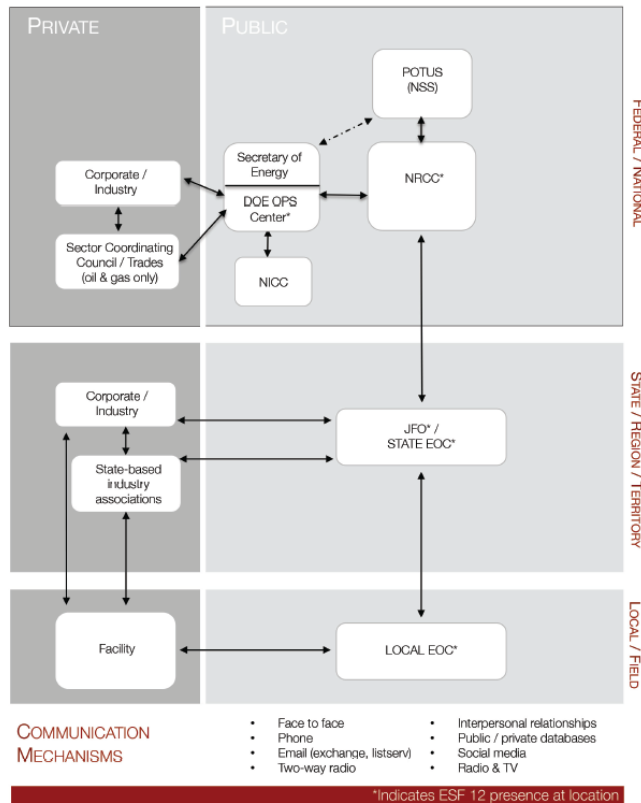 PRIVATE
PUBLIC
FEDERAL / NATIONAL
POTUS
(NSS)
Secretary of
Energy
DOE OPS
Center*
NRCC*
Corporate /
Industry
Sector Coordinating
Council / Trades
(oil & gas only)
NICC
STATE / REGION / TERRITORY
Corporate /
Industry
State-based
industry
associations
JFO* /
STATE EOC*
LOCAL / FIELD
Facility
LOCAL EOC*
COMMUNICATION
MECHANISMS
• Face to face
• Phone
• Email (exchange, listserv)
• Two-way radio
• Interpersonal relationships
• Public / private databases
• Social media
• Radio & TV
*Indicates ESF 12 presence at location